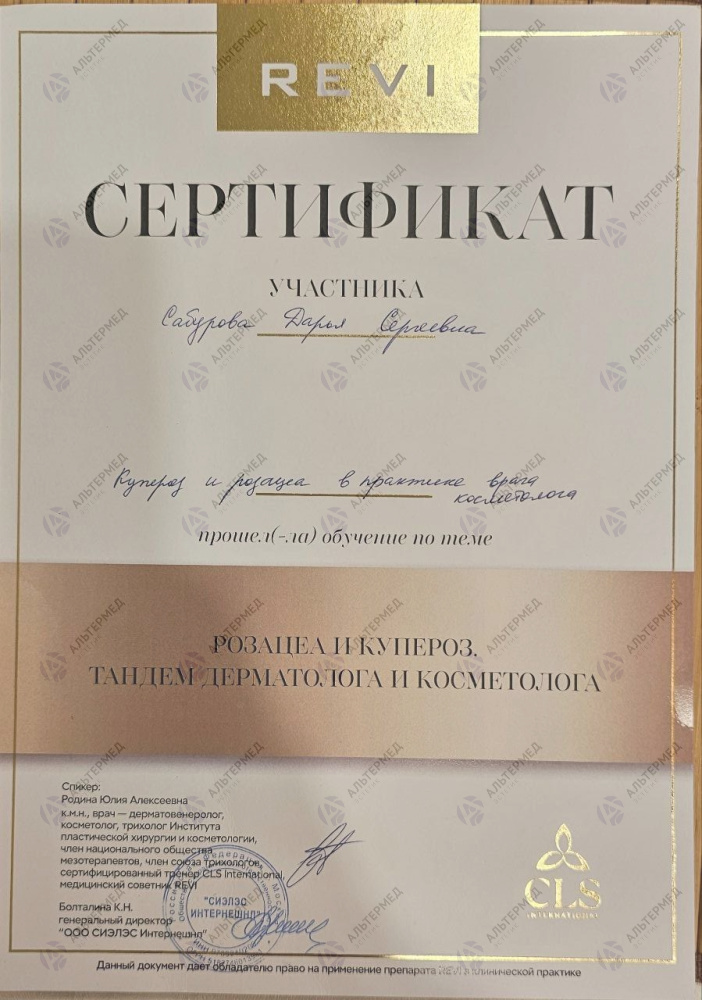 REVI
СЕРТИФИКАТ
УЧАСТНИКА
Сабурова Дарья Сергеевна
Купероз и розацеа в практике врача
косметолога
прошел(-ла) обучение по теме
РОЗАЦЕА И КУПЕРОЗ.
ТАНДЕМ ДЕРМАТОЛОГА И КОСМЕТОЛОГА
Спикер:
Родина Юлия Алексеевна
к.м.н., врач — дерматовенеролог,
косметолог, трихолог Института
пластической хирургии и косметологии,
член национального общества
мезотерапевтов, член союза трихологов,
сертифицированный тренер CLS International,
медицинский советник REVI
Болталина К.Н.
генеральный директор
"ООО СИЭЛЭС Интернешнл"
"СИЭЛЭС
ИНТЕРНЕШНЛ"
CLS
INTERNATIONAL
Данный документ дает обладателю право на применение препарата REVI в клинической практике
АЛЬТЕРМЕД